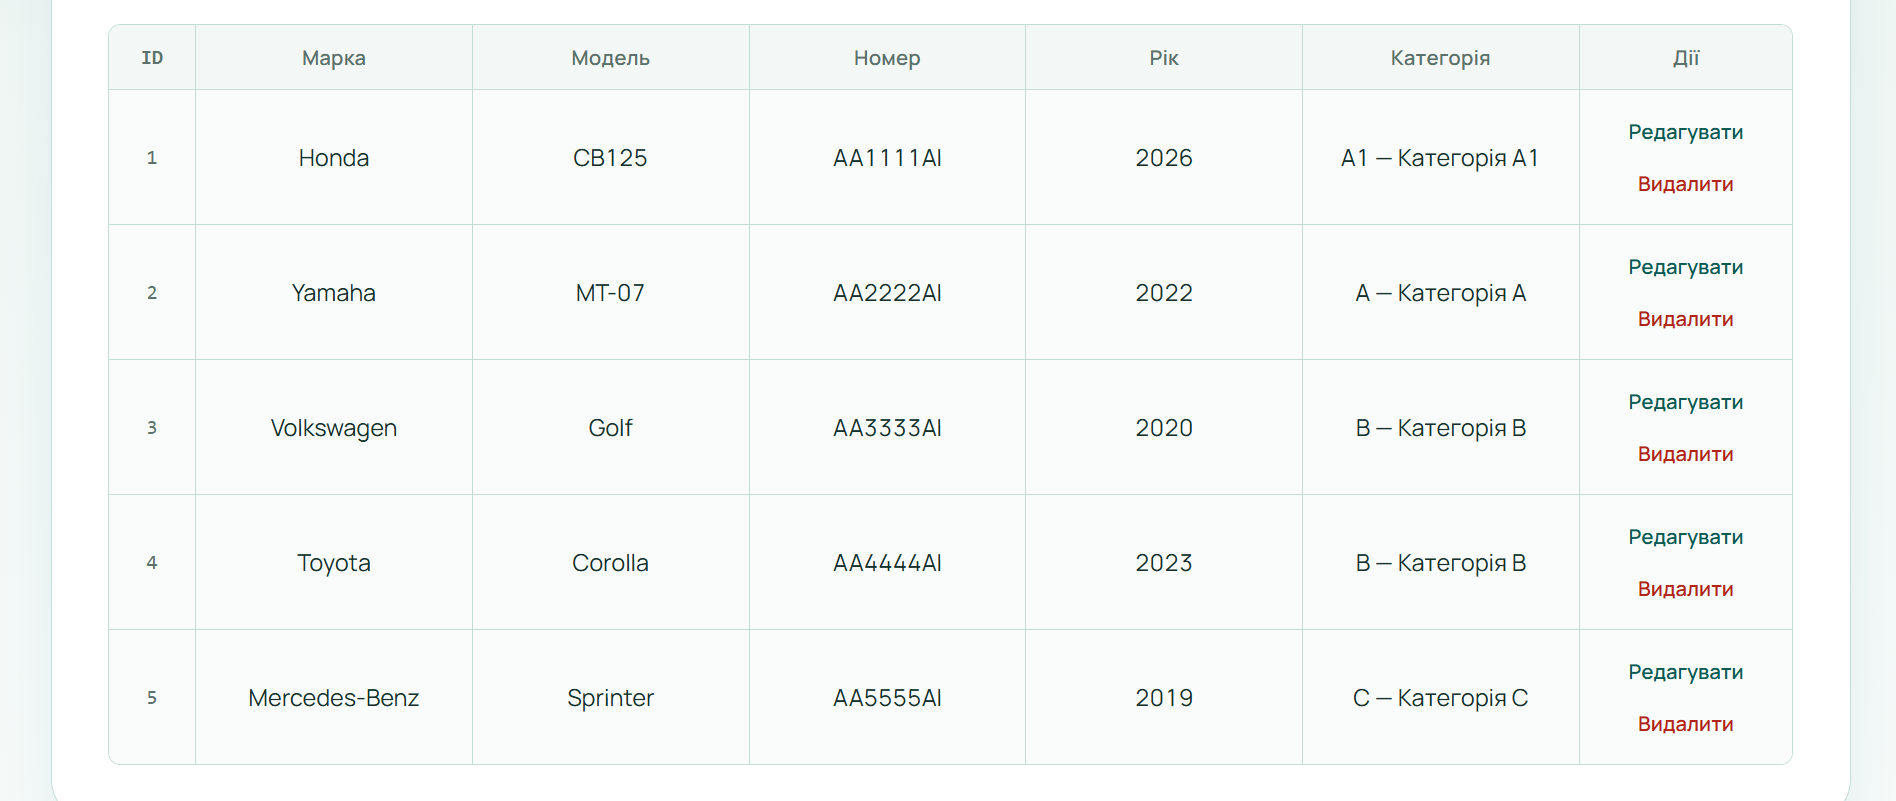 ID Марка Модель Номер Рік Категорія Дії
1 Honda CB125 AA1111AI 2026 A1 — Категорія A1 Редагувати
Видалити
2 Yamaha MT-07 AA2222AI 2022 A — Категорія A Редагувати
Видалити
3 Volkswagen Golf AA3333AI 2020 B — Категорія B Редагувати
Видалити
4 Toyota Corolla AA4444AI 2023 B — Категорія B Редагувати
Видалити
5 Mercedes-Benz Sprinter AA5555AI 2019 C — Категорія C Редагувати
Видалити